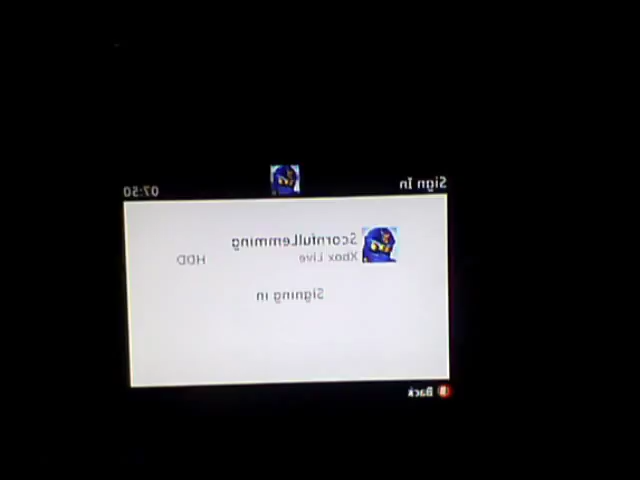 Sign In 07:50
ScornfulLemming
Xbox Live HDD
Signing in
B Back